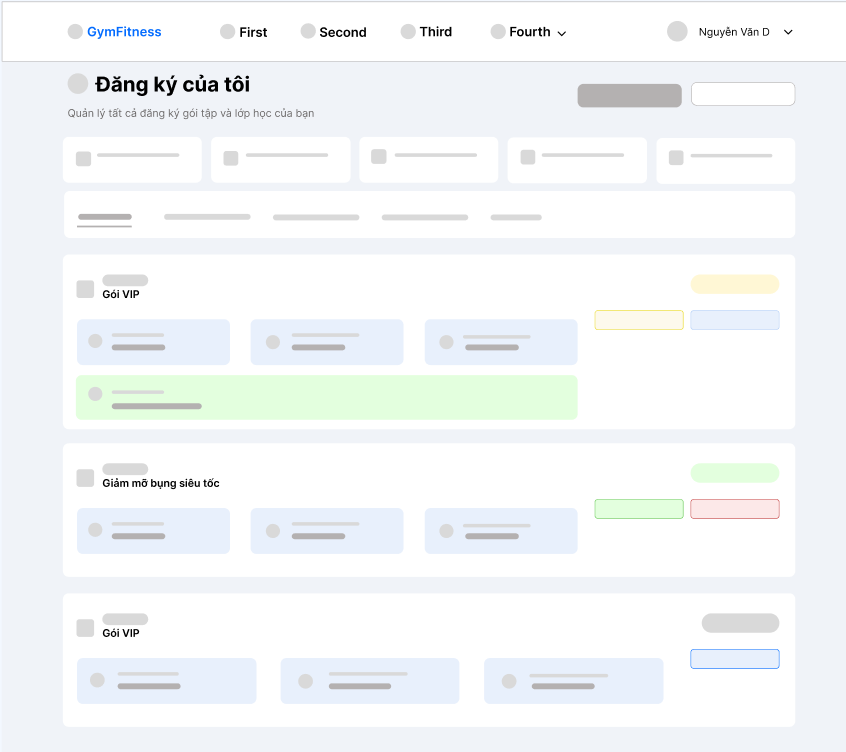 GymFitness
First
Second
Third
Fourth
Nguyễn Văn D
Đăng ký của tôi
Quản lý tất cả đăng ký gói tập và lớp học của bạn
Gói VIP
Giảm mỡ bụng siêu tốc
Gói VIP